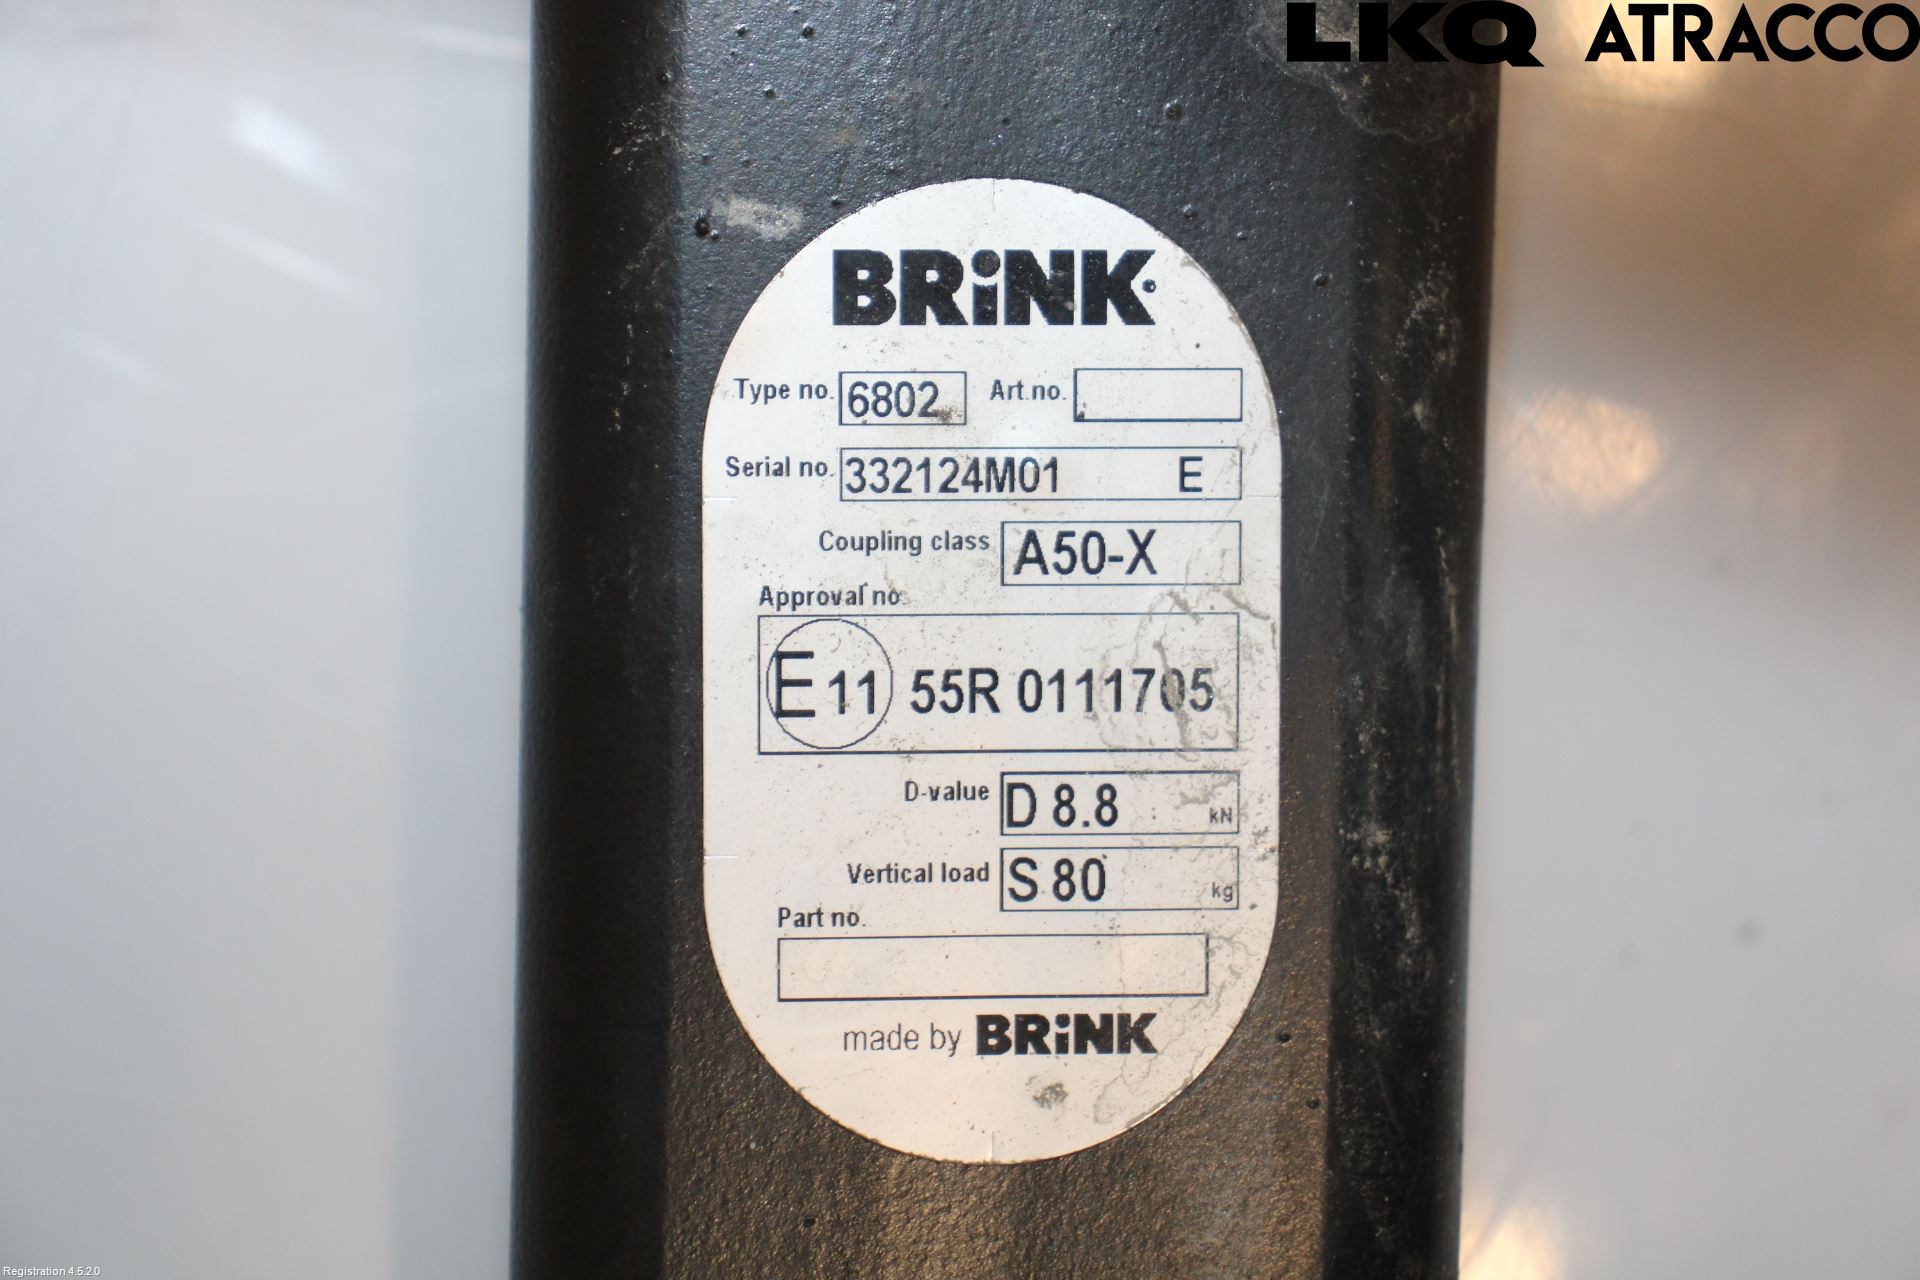 LKQ ATRACCO
BRiNK
Type no. 6802 Art.no.
Serial no. 332124M01 E
Coupling class A50-X
Approval no.
E 11 55R 0111705
D-value D 8.8 kN
Vertical load S 80 kg
Part no.
made by BRiNK
Registration 4.5.2.0